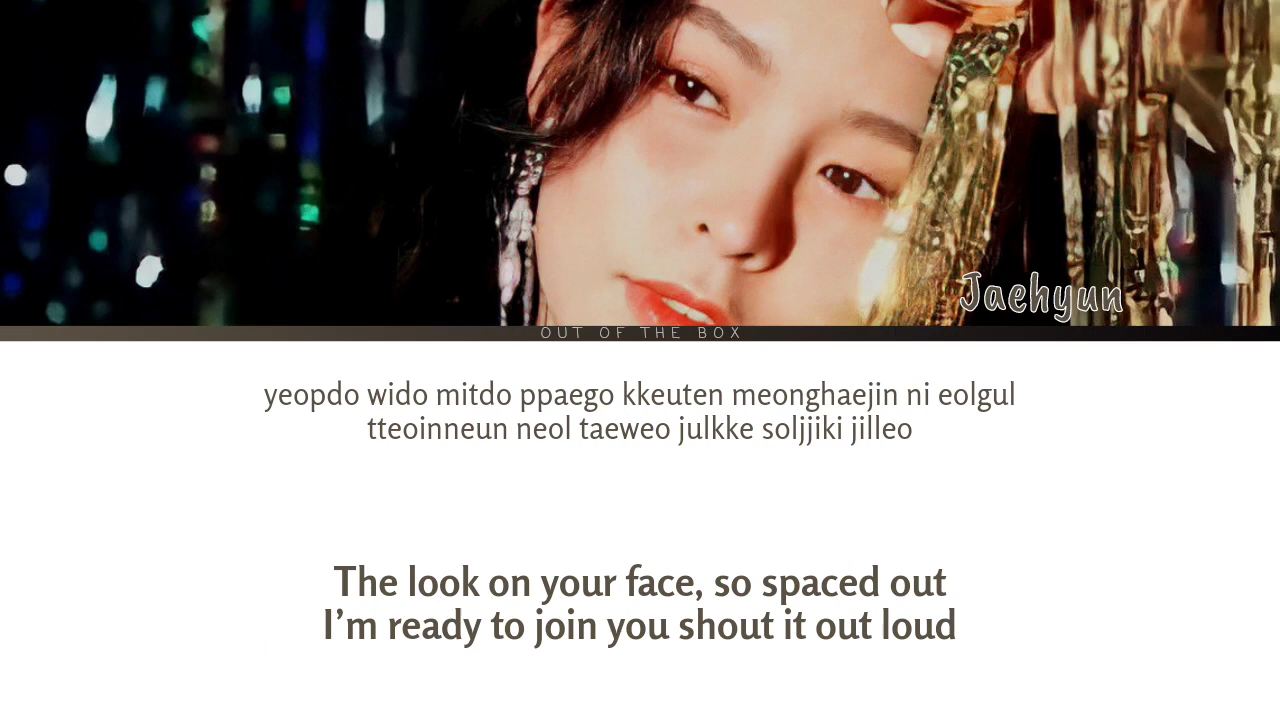 Jaehyun
OUT OF THE BOX
yeopdo wido mitdo ppaego kkeuten meonghaejin ni eolgul
tteoinneun neol taeweo julkke soljjiki jilleo
The look on your face, so spaced out
I’m ready to join you shout it out loud